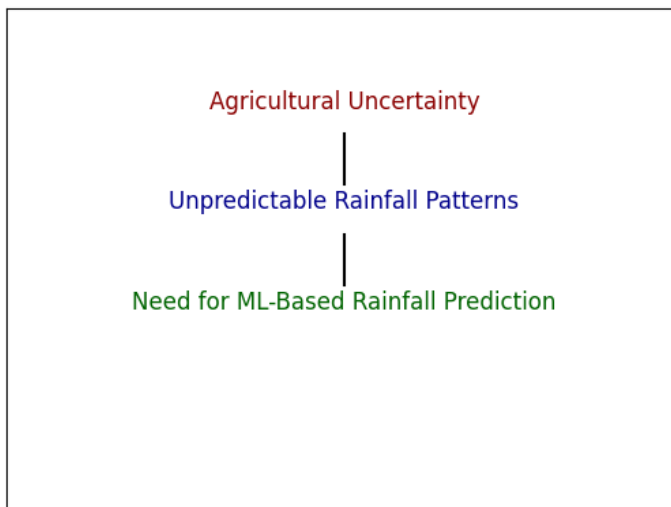 Agricultural Uncertainty
Unpredictable Rainfall Patterns
Need for ML-Based Rainfall Prediction